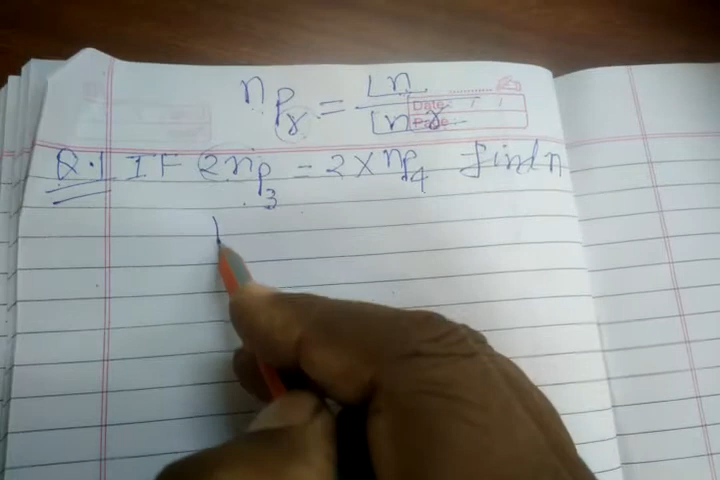 nPr = ⌊n / ⌊n-r
Date:
Page:
Q.1 IF 2nP3 = 2×nP4 find n